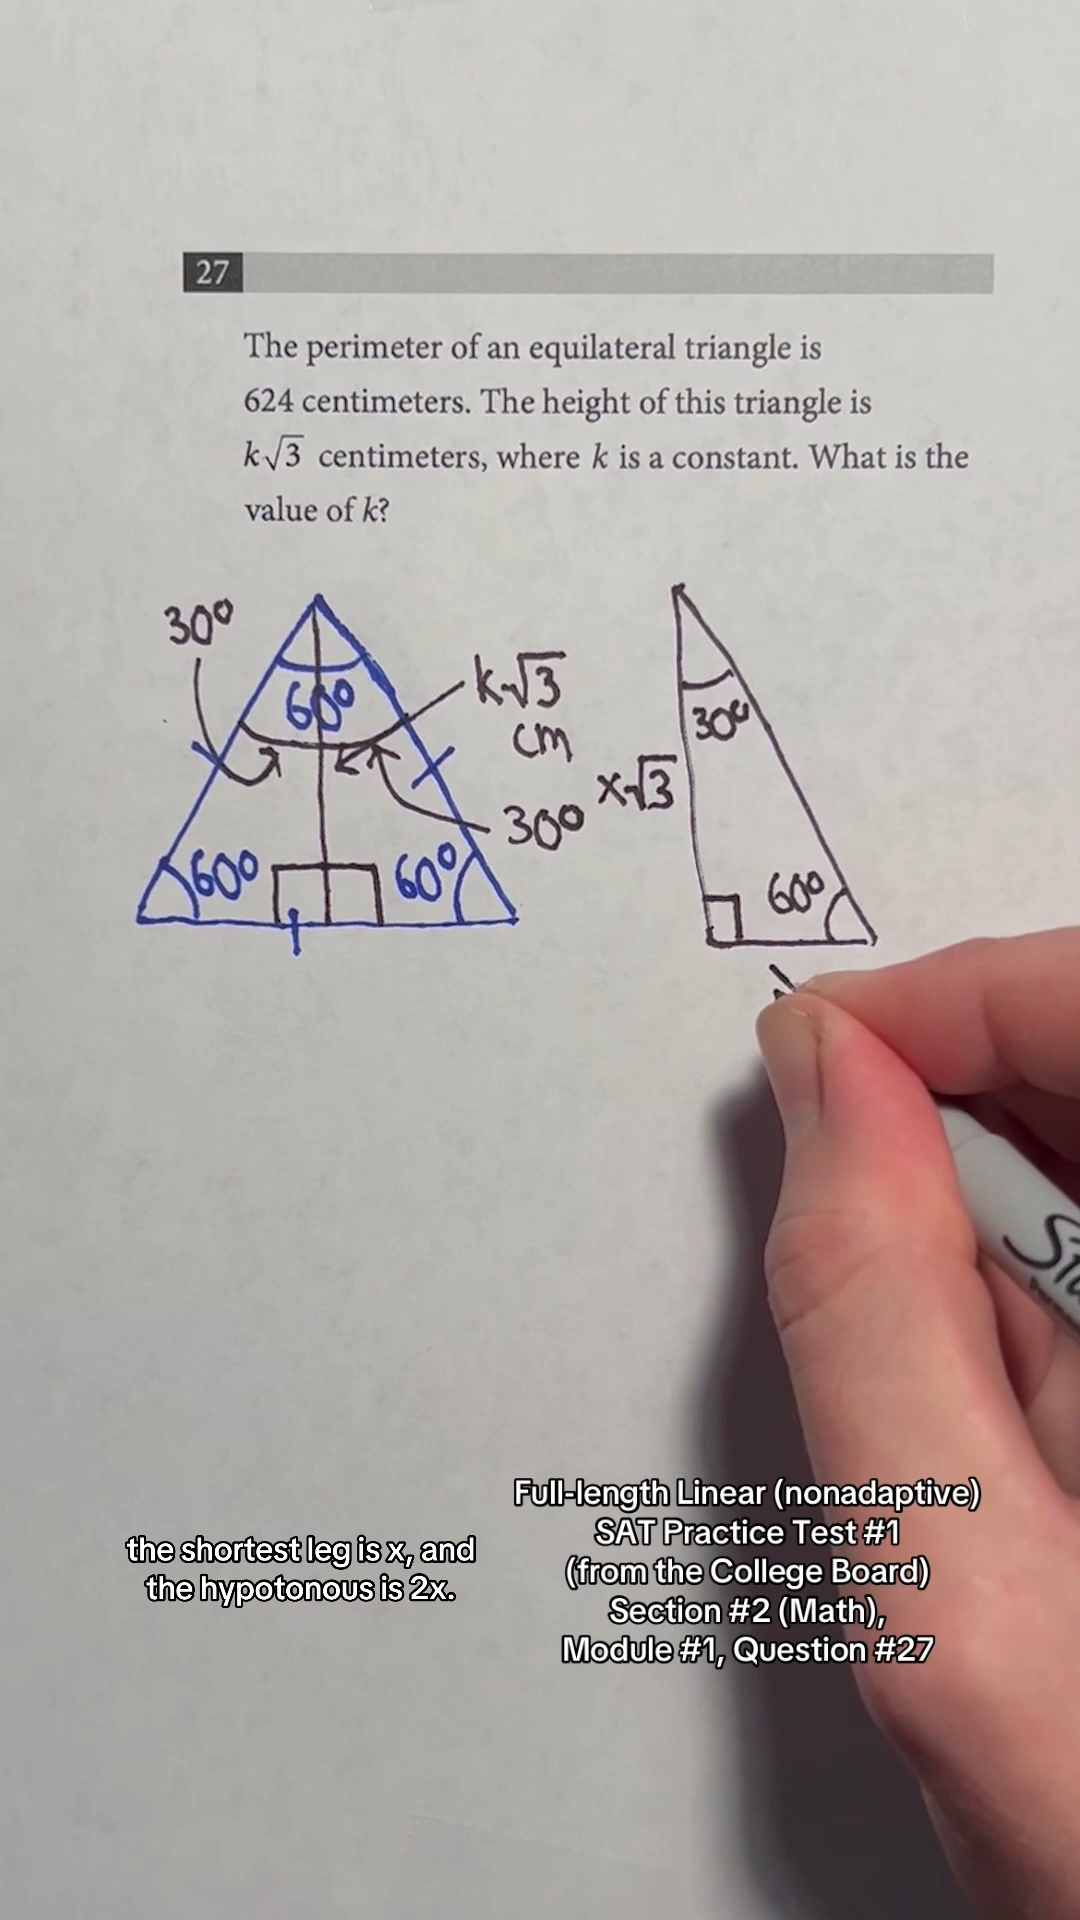 27
The perimeter of an equilateral triangle is
624 centimeters. The height of this triangle is
k√3 centimeters, where k is a constant. What is the
value of k?
30°
60°
k√3
cm
30°
60°
60°
30°
x√3
60°
the shortest leg is x, and
the hypotonous is 2x.
Full-length Linear (nonadaptive)
SAT Practice Test #1
(from the College Board)
Section #2 (Math),
Module #1, Question #27